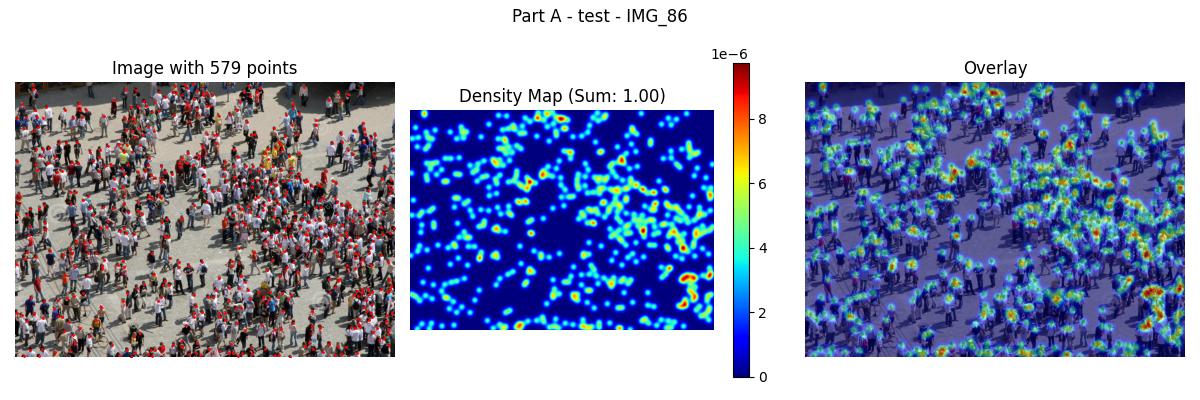 Part A - test - IMG_86
Image with 579 points
Density Map (Sum: 1.00)
1e−6
8
6
4
2
0
Overlay